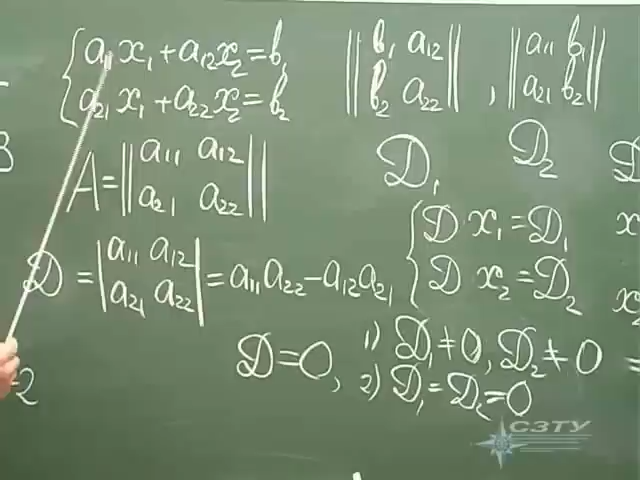 a₁₁x₁ + a₁₂x₂ = b₁
a₂₁x₁ + a₂₂x₂ = b₂
‖ b₁ a₁₂ ‖ , ‖ a₁₁ b₁ ‖
‖ b₂ a₂₂ ‖ ‖ a₂₁ b₂ ‖
A = ‖ a₁₁ a₁₂ ‖
‖ a₂₁ a₂₂ ‖
D₁ D₂
D = | a₁₁ a₁₂ | = a₁₁a₂₂ − a₁₂a₂₁
| a₂₁ a₂₂ |
{ D x₁ = D₁
D x₂ = D₂
D = 0, 1) D₁ ≠ 0, D₂ ≠ 0
2) D₁ = D₂ = 0
СЗТУ